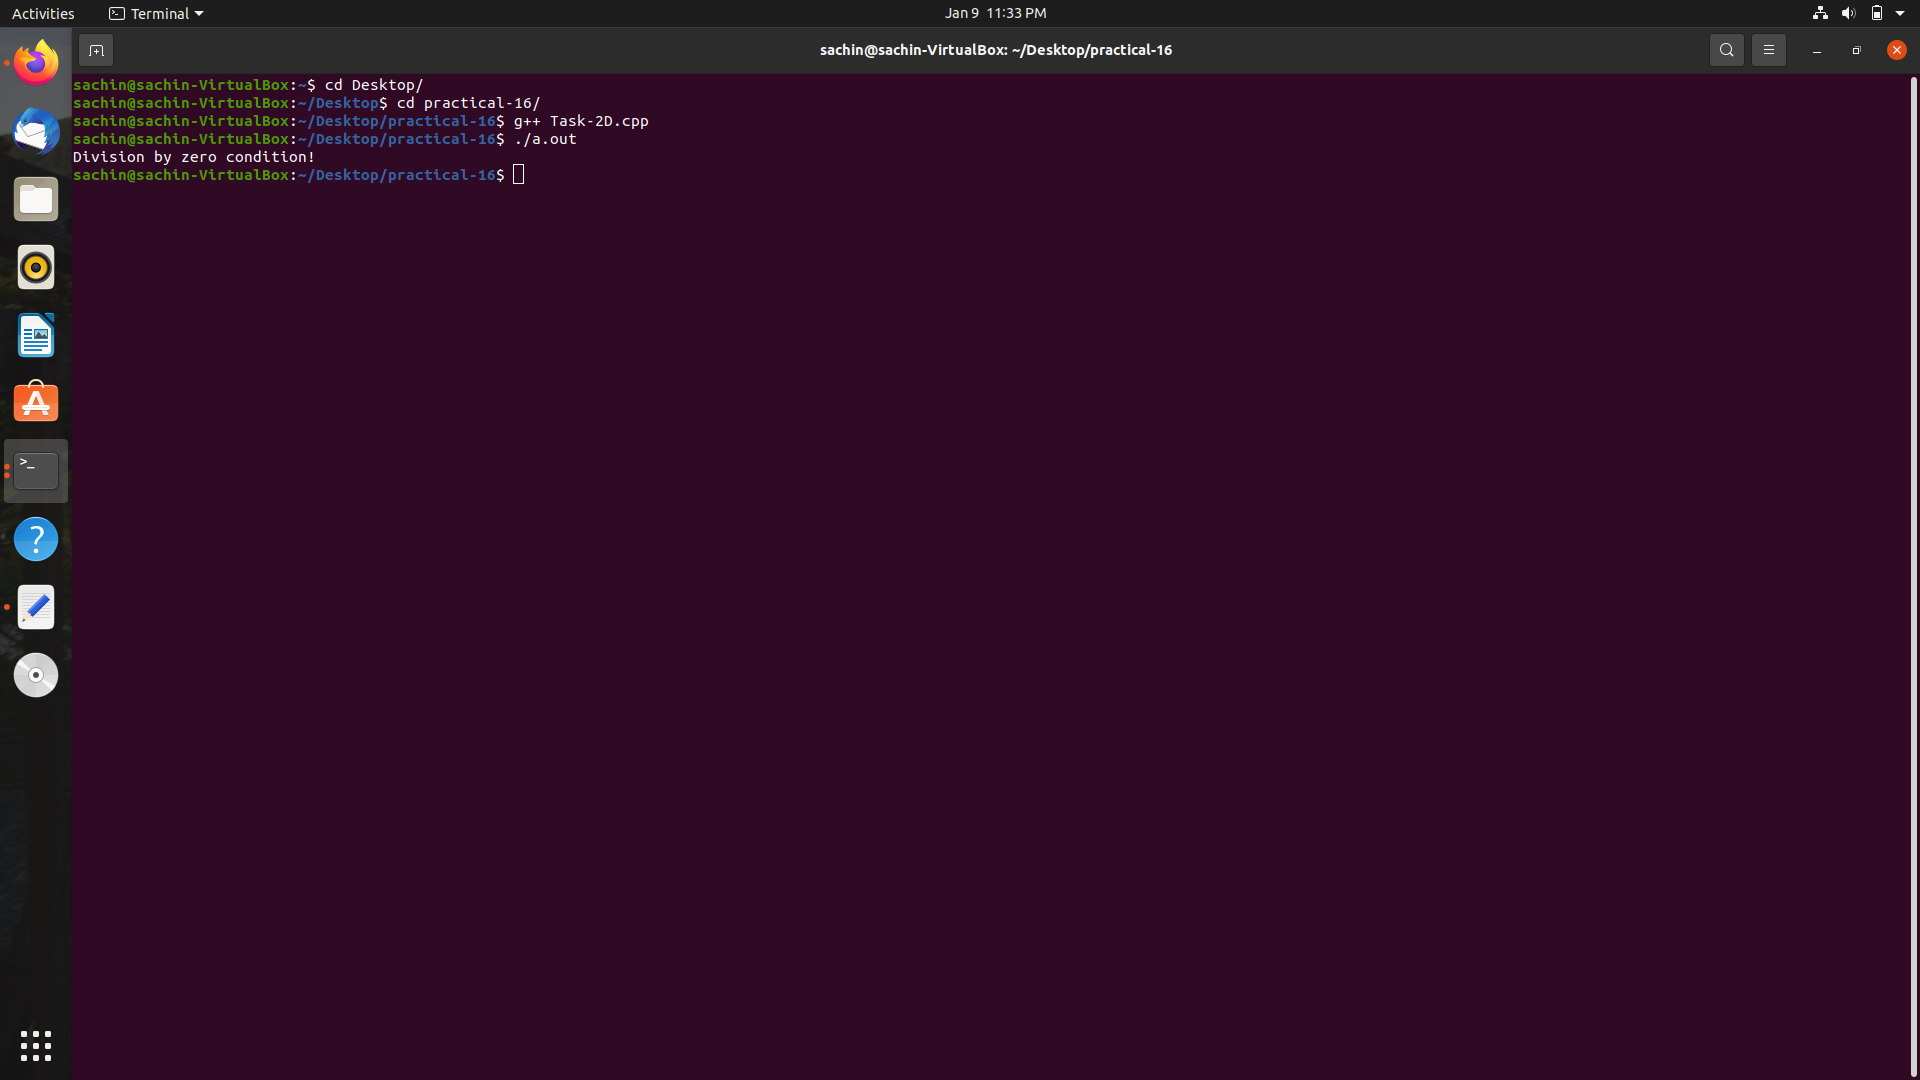 Activities
Terminal
Jan 9 11:33 PM
sachin@sachin-VirtualBox: ~/Desktop/practical-16
sachin@sachin-VirtualBox:~$ cd Desktop/
sachin@sachin-VirtualBox:~/Desktop$ cd practical-16/
sachin@sachin-VirtualBox:~/Desktop/practical-16$ g++ Task-2D.cpp
sachin@sachin-VirtualBox:~/Desktop/practical-16$ ./a.out
Division by zero condition!
sachin@sachin-VirtualBox:~/Desktop/practical-16$